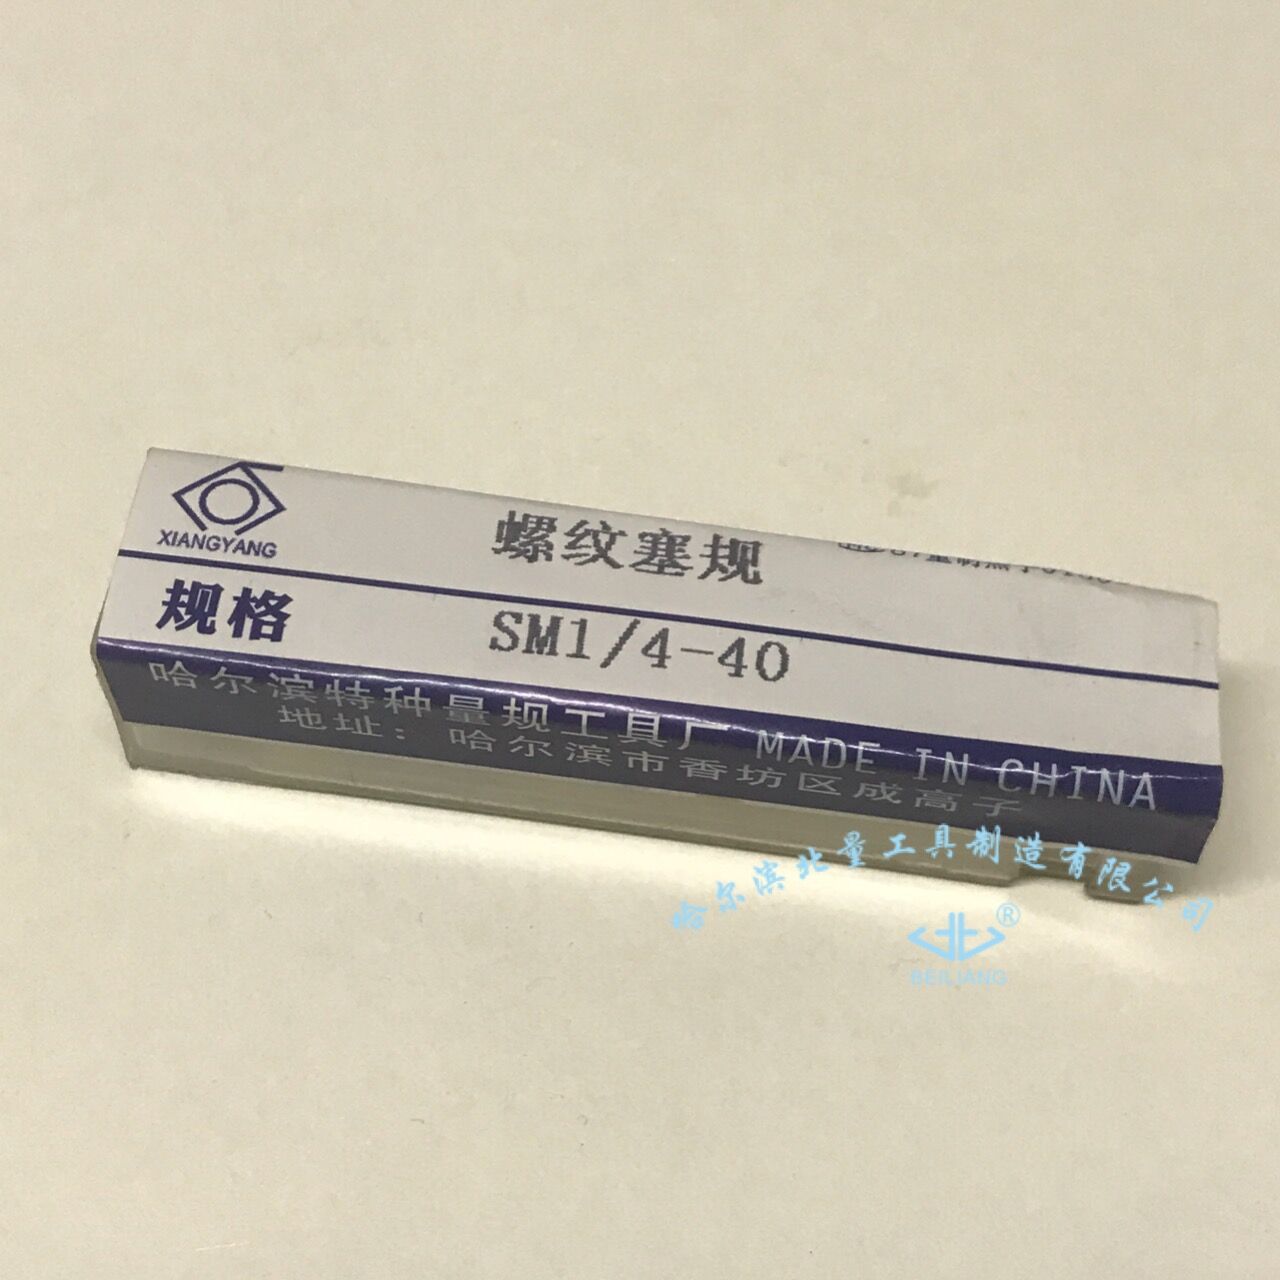 XIANGYANG
螺纹塞规
规格
SM1/4-40
哈尔滨特种量规工具厂 MADE IN CHINA
地址：哈尔滨市香坊区成高子
哈尔滨北量工具制造有限公司
®
BEILIANG